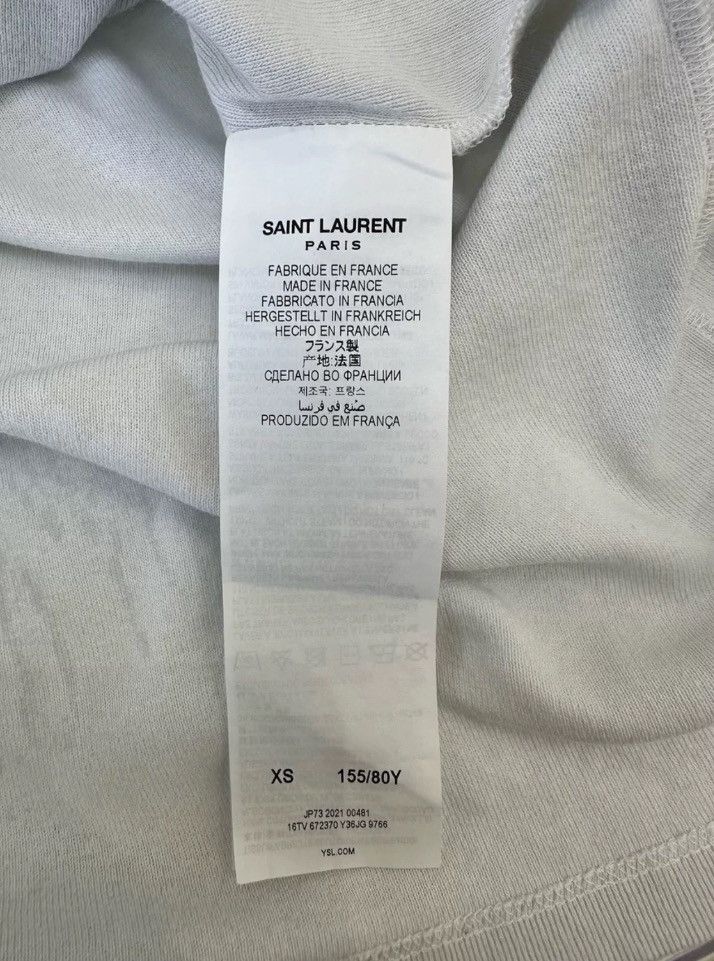 SAINT LAURENT
PARIS
FABRIQUE EN FRANCE
MADE IN FRANCE
FABBRICATO IN FRANCIA
HERGESTELLT IN FRANKREICH
HECHO EN FRANCIA
フランス製
产地:法国
СДЕЛАНО ВО ФРАНЦИИ
제조국: 프랑스
صُنع في فرنسا
PRODUZIDO EM FRANÇA
XS 155/80Y
JP73 2021 00481
16TV 672370 Y36JG 9766
YSL.COM